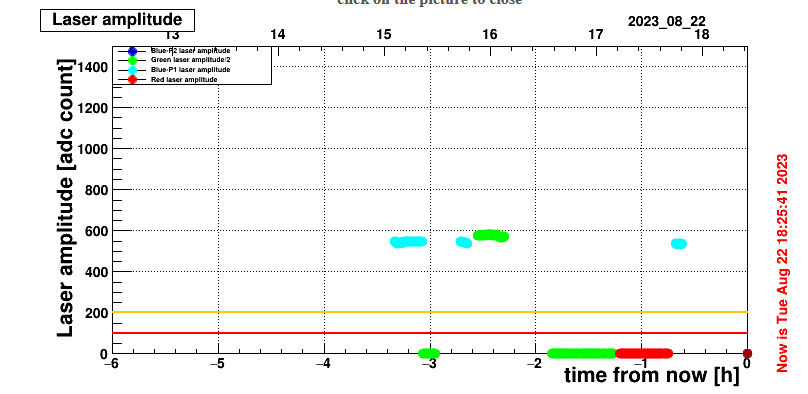 click on the picture to close
Laser amplitude
2023_08_22
13 14 15 16 17 18
Blue-P2 laser amplitude
Green laser amplitude/2
Blue-P1 laser amplitude
Red laser amplitude
Laser amplitude [adc count]
1400
1200
1000
800
600
400
200
0
−6 −5 −4 −3 −2 −1 0
time from now [h]
Now is Tue Aug 22 18:25:41 2023